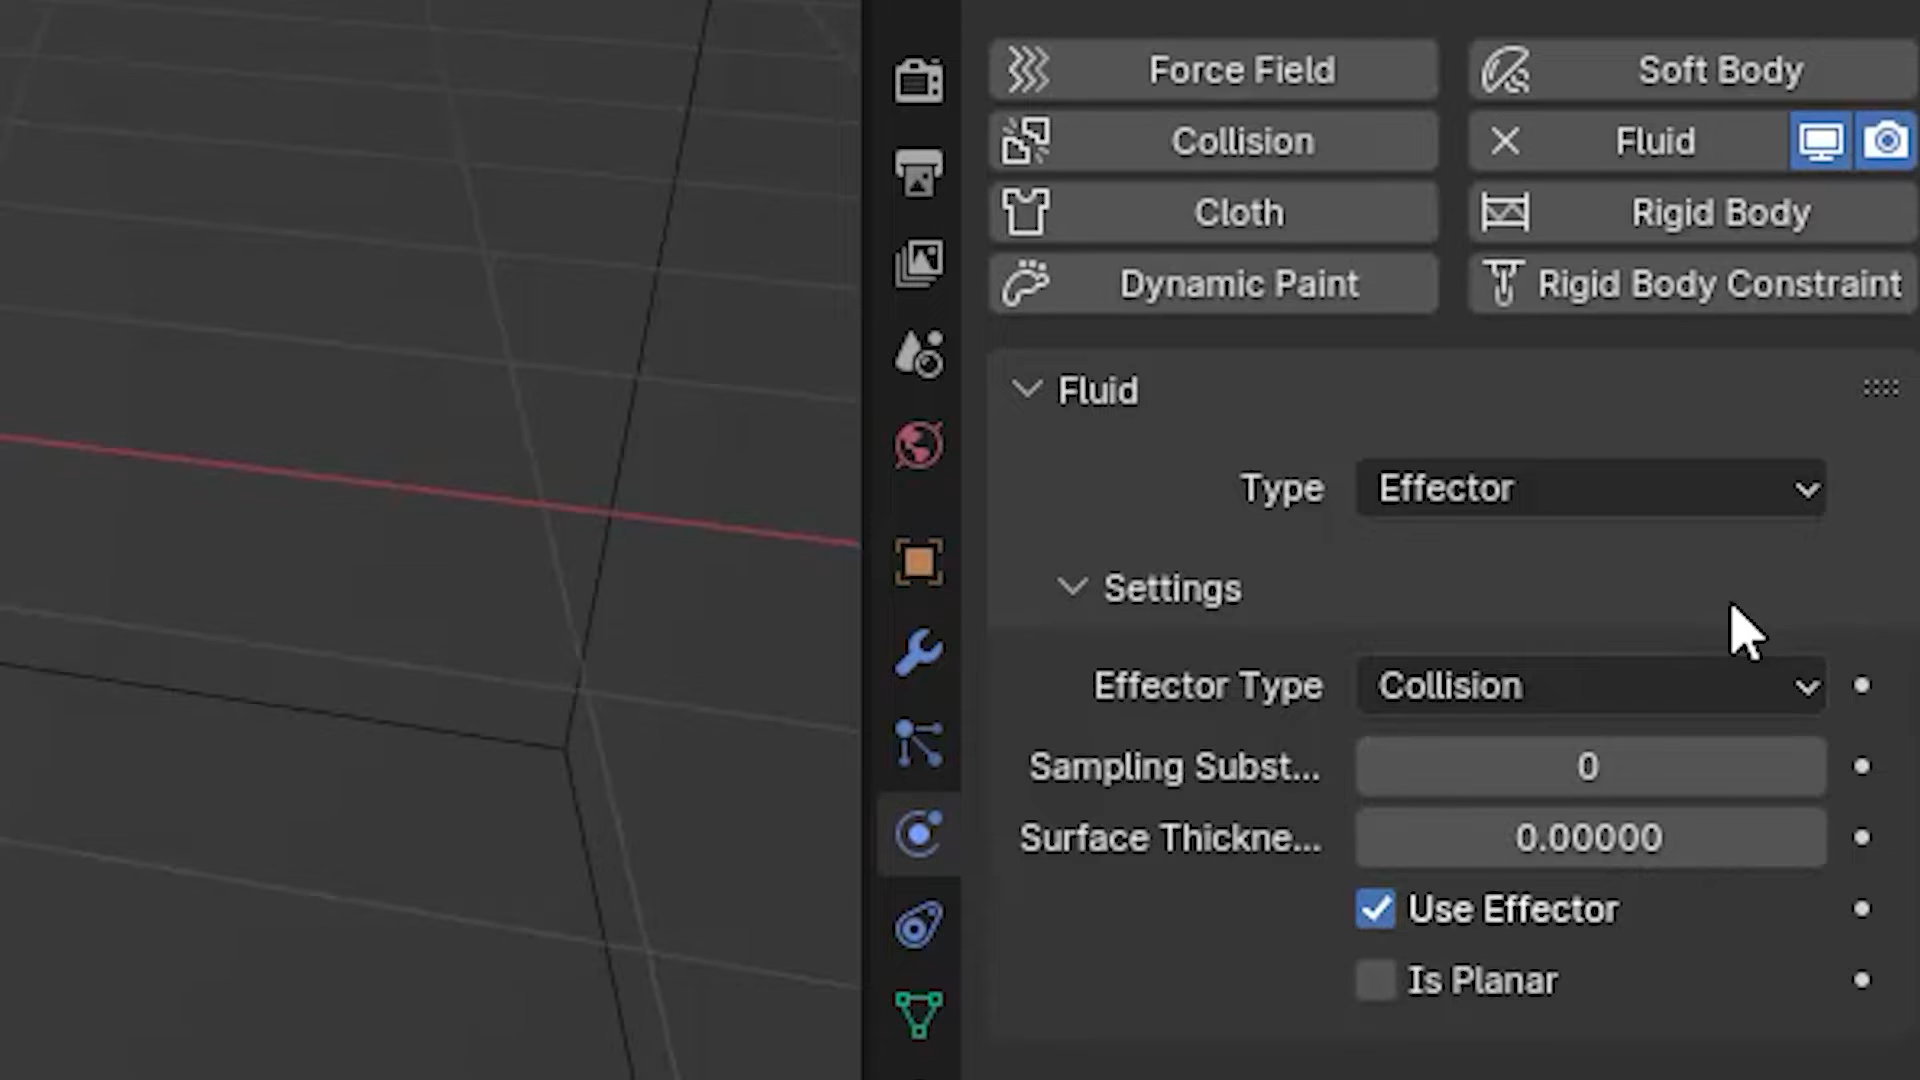 Force Field
Soft Body
Collision
Fluid
Cloth
Rigid Body
Dynamic Paint
Rigid Body Constraint
Fluid
Type
Effector
Settings
Effector Type
Collision
Sampling Subst...
0
Surface Thickne...
0.00000
Use Effector
Is Planar